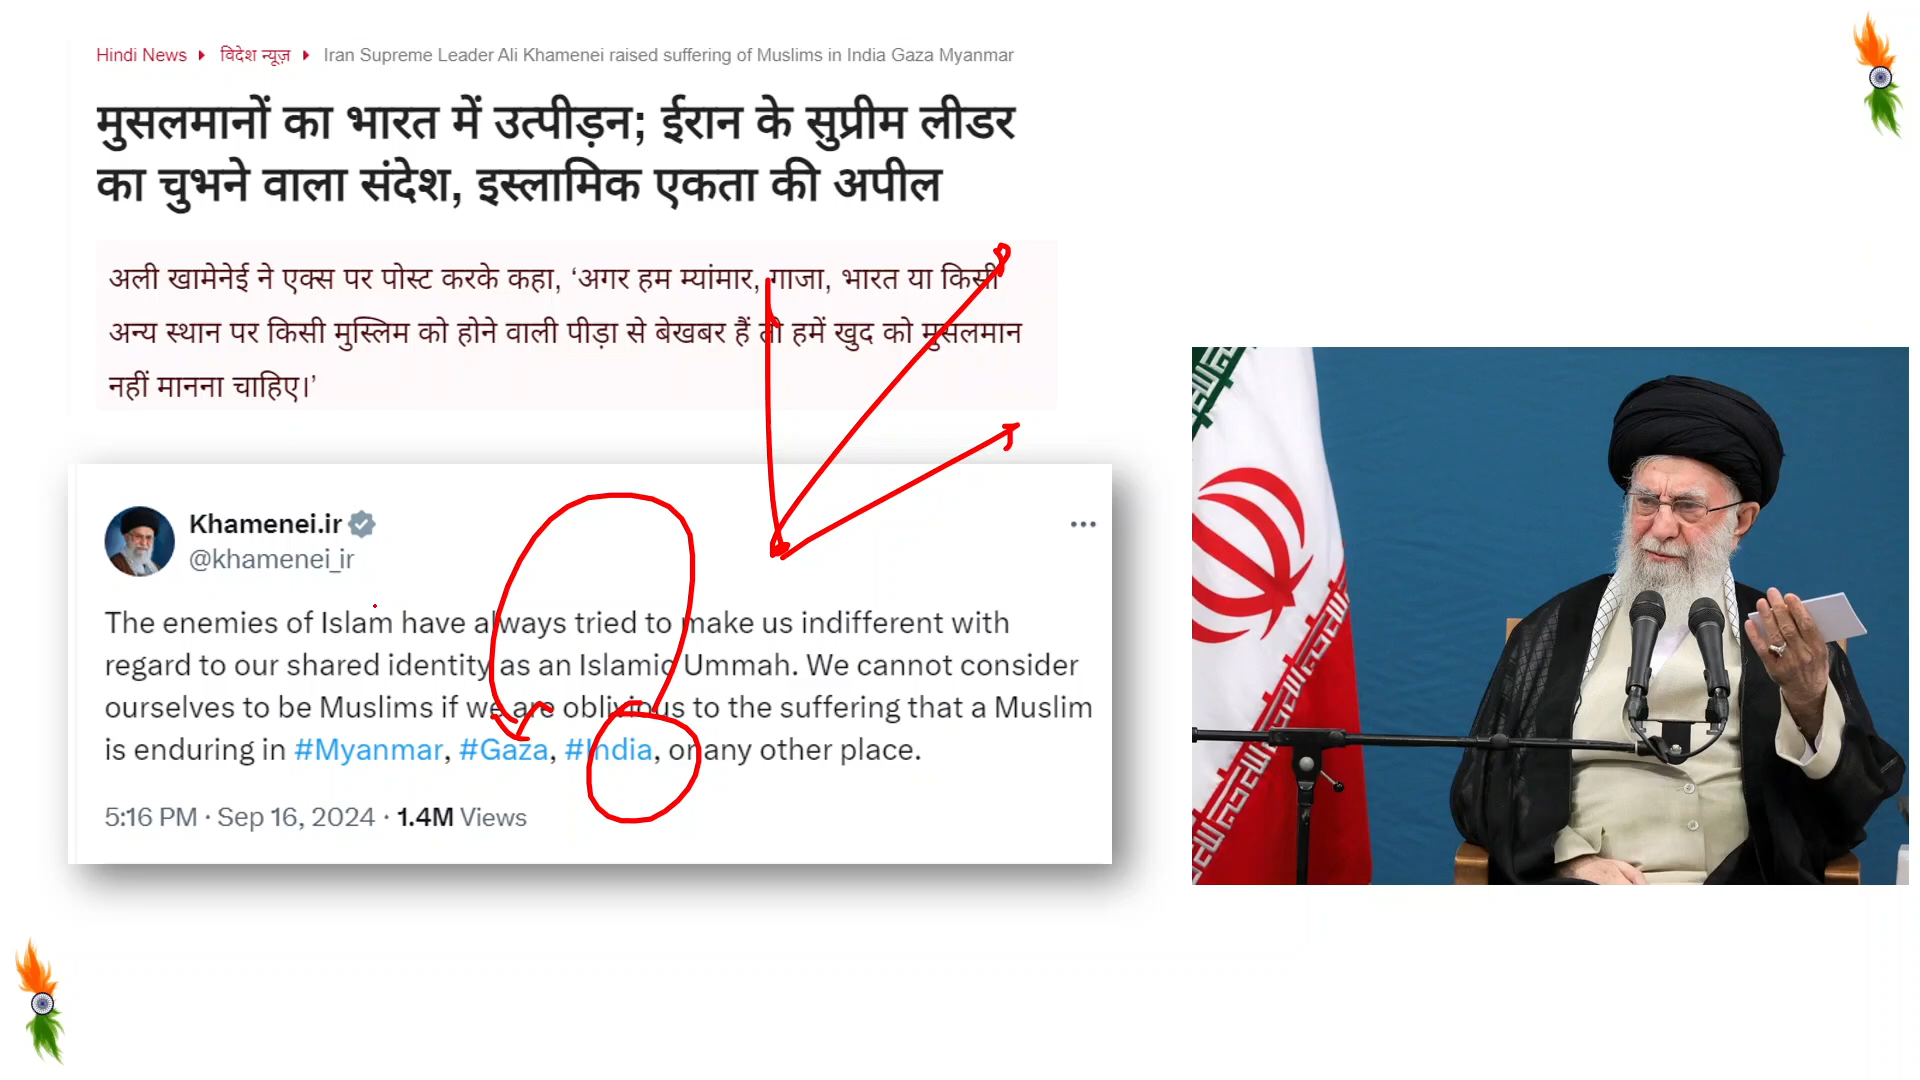 Hindi News ▸ विदेश न्यूज़ ▸ Iran Supreme Leader Ali Khamenei raised suffering of Muslims in India Gaza Myanmar
मुसलमानों का भारत में उत्पीड़न; ईरान के सुप्रीम लीडर
का चुभने वाला संदेश, इस्लामिक एकता की अपील
अली खामेनेई ने एक्स पर पोस्ट करके कहा, ‘अगर हम म्यांमार, गाजा, भारत या किसी
अन्य स्थान पर किसी मुस्लिम को होने वाली पीड़ा से बेखबर हैं तो हमें खुद को मुसलमान
नहीं मानना चाहिए।’
Khamenei.ir
@khamenei_ir
The enemies of Islam have always tried to make us indifferent with
regard to our shared identity as an Islamic Ummah. We cannot consider
ourselves to be Muslims if we are oblivious to the suffering that a Muslim
is enduring in #Myanmar, #Gaza, #India, or any other place.
5:16 PM · Sep 16, 2024 · 1.4M Views